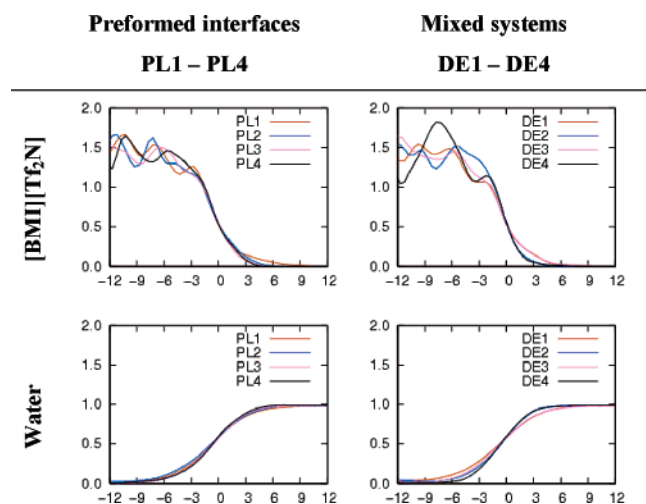 Preformed interfaces Mixed systems
PL1 – PL4 DE1 – DE4
[BMI][Tf₂N]
2.0
1.5
1.0
0.5
0.0
PL1
PL2
PL3
PL4
−12 −9 −6 −3 0 3 6 9 12
2.0
1.5
1.0
0.5
0.0
DE1
DE2
DE3
DE4
−12 −9 −6 −3 0 3 6 9 12
Water
2.0
1.5
1.0
0.5
0.0
PL1
PL2
PL3
PL4
−12 −9 −6 −3 0 3 6 9 12
2.0
1.5
1.0
0.5
0.0
DE1
DE2
DE3
DE4
−12 −9 −6 −3 0 3 6 9 12